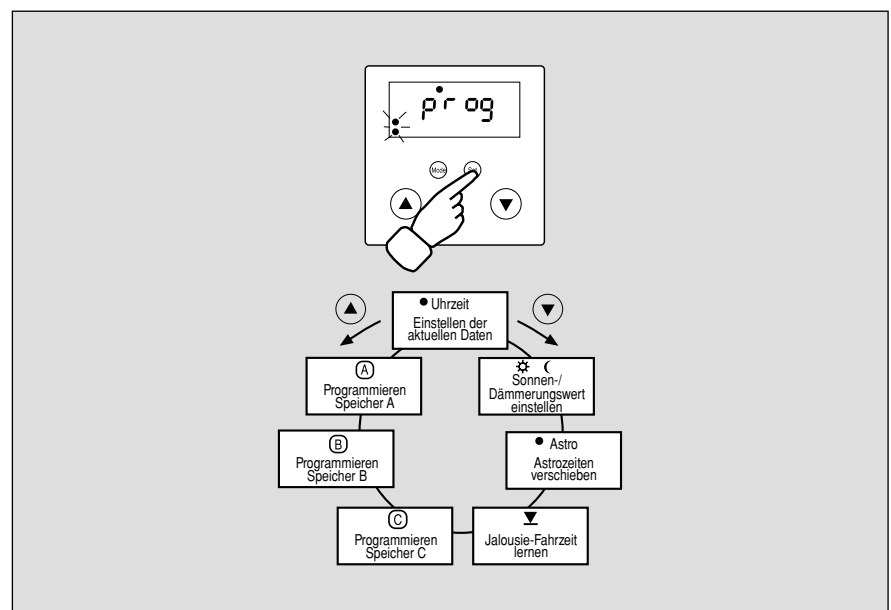 prog
Mode
Uhrzeit
Einstellen der
aktuellen Daten
A
Programmieren
Speicher A
Sonnen-/
Dämmerungswert
einstellen
B
Programmieren
Speicher B
Astro
Astrozeiten
verschieben
C
Programmieren
Speicher C
Jalousie-Fahrzeit
lernen